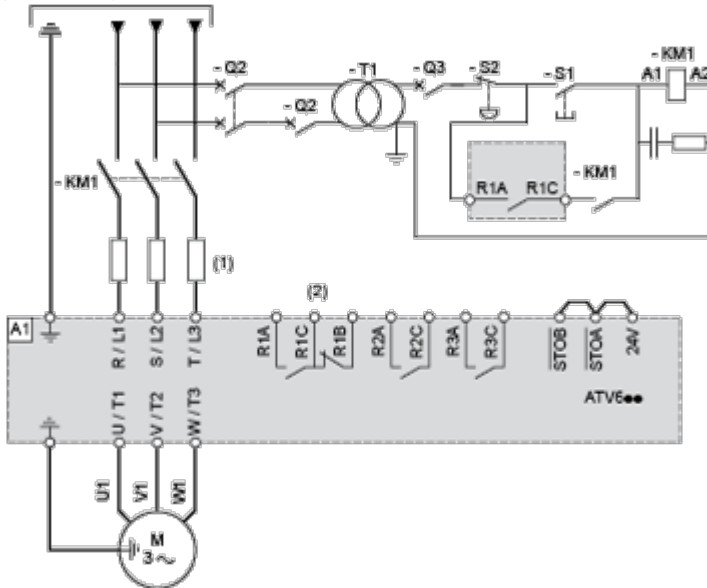 - Q2
- T1
- Q3
- S2
- S1
- KM1
A1
A2
- Q2
- KM1
R1A
R1C
- KM1
(1)
(2)
A1
R / L1
S / L2
T / L3
R1A
R1C
R1B
R2A
R2C
R3A
R3C
STOB
STOA
24V
U / T1
V / T2
W / T3
ATV6●●
U1
V1
W1
M
3~